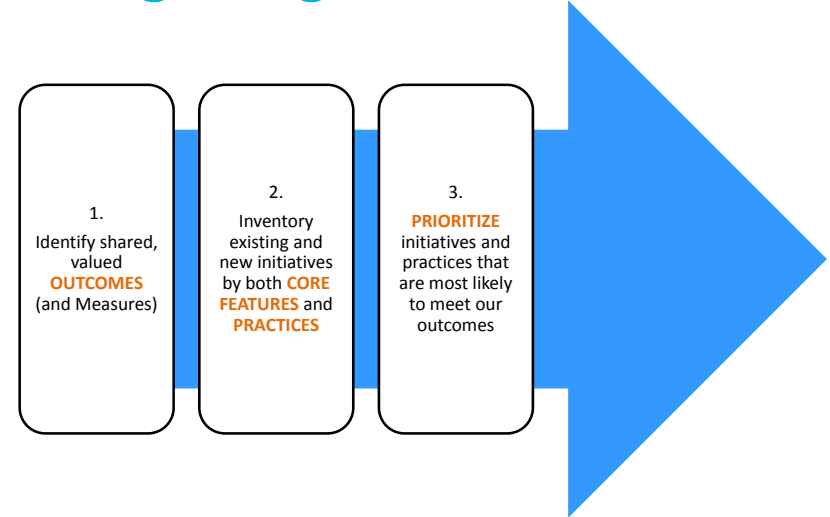 1.
Identify shared,
valued
OUTCOMES
(and Measures)
2.
Inventory
existing and
new initiatives
by both CORE
FEATURES and
PRACTICES
3.
PRIORITIZE
initiatives and
practices that
are most likely
to meet our
outcomes